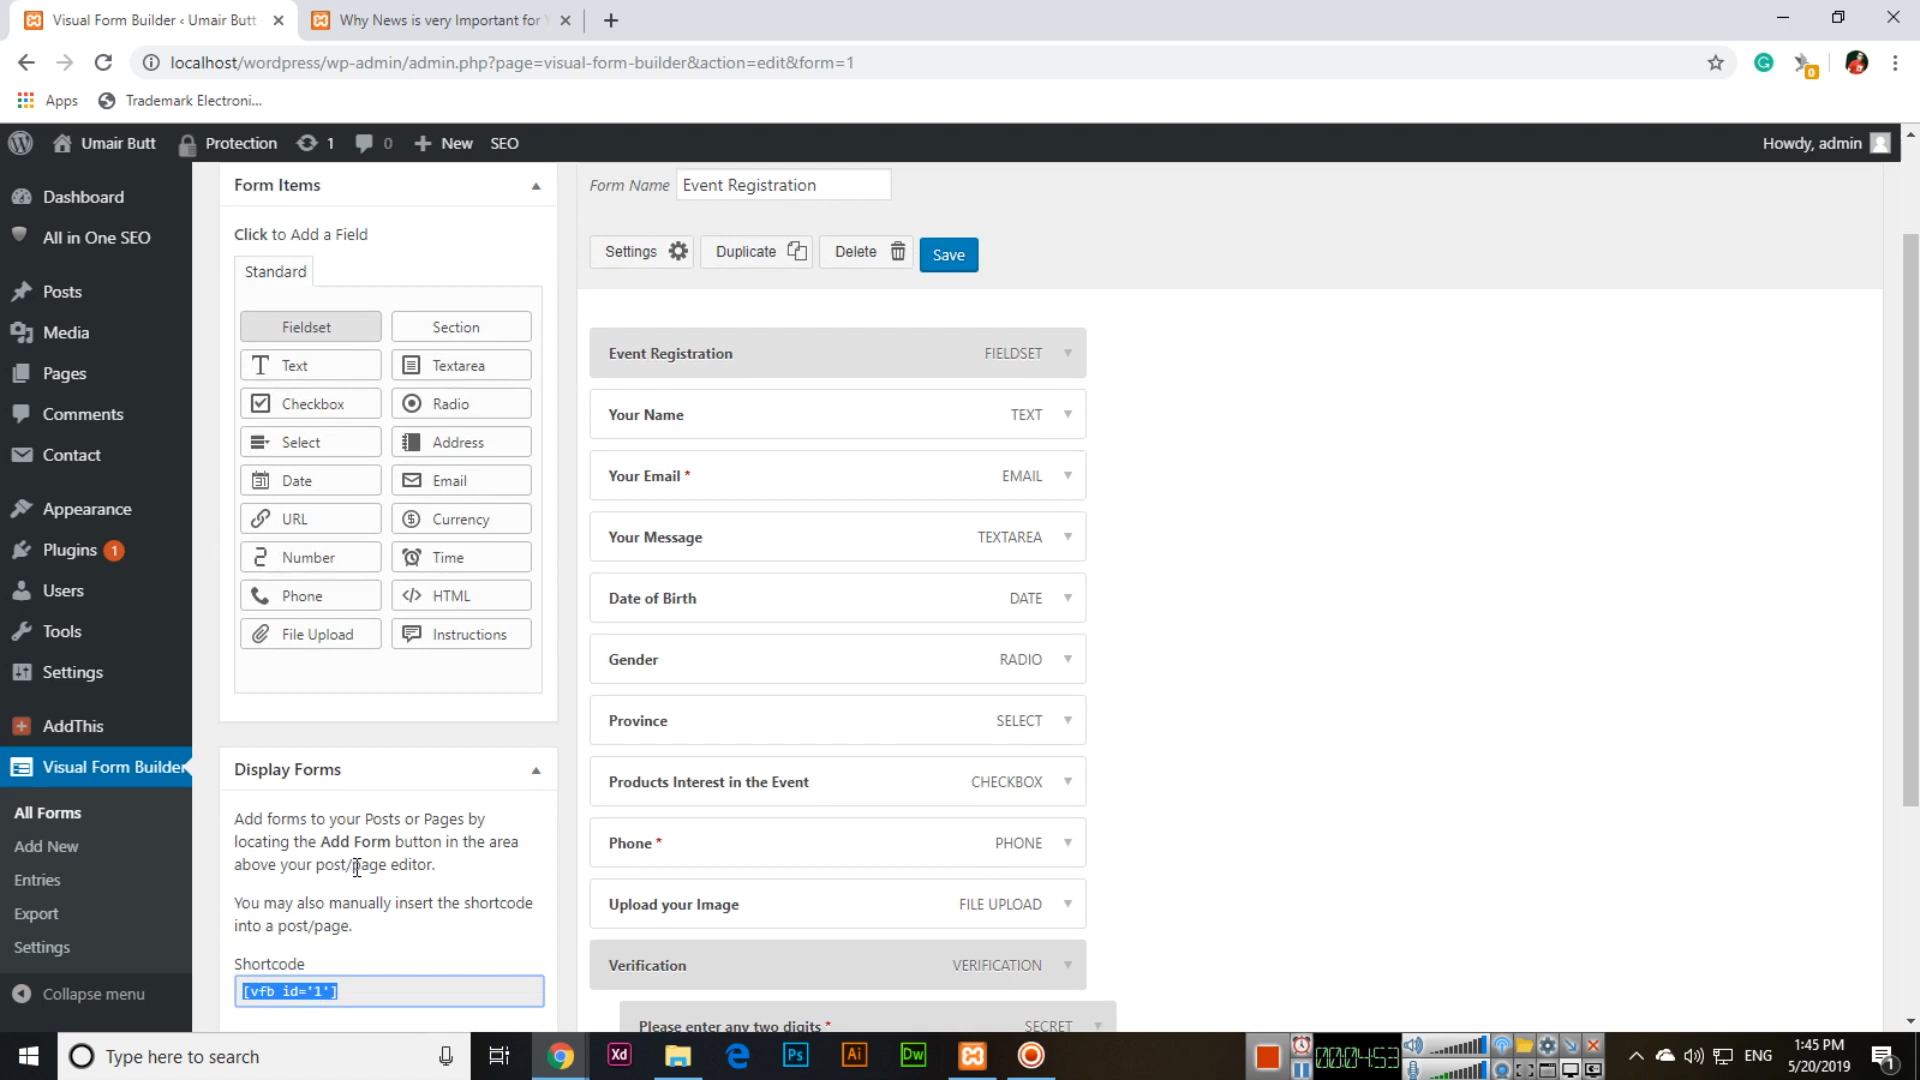 Visual Form Builder ‹ Umair Butt
Why News is very Important for
localhost/wordpress/wp-admin/admin.php?page=visual-form-builder&action=edit&form=1
0
Apps
Trademark Electroni...
Umair Butt
Protection
1
0
New
SEO
Howdy, admin
Dashboard
All in One SEO
Posts
Media
Pages
Comments
Contact
Appearance
Plugins 1
Users
Tools
Settings
AddThis
Visual Form Builder
All Forms
Add New
Entries
Export
Settings
Collapse menu
Form Items
Click to Add a Field
Standard
Fieldset
Section
Text
Textarea
Checkbox
Radio
Select
Address
Date
Email
URL
Currency
Number
Time
Phone
HTML
File Upload
Instructions
Display Forms
Add forms to your Posts or Pages by
locating the Add Form button in the area
above your post/page editor.
You may also manually insert the shortcode
into a post/page.
Shortcode
[vfb id='1']
Form Name Event Registration
Settings
Duplicate
Delete
Save
Event Registration FIELDSET
Your Name TEXT
Your Email * EMAIL
Your Message TEXTAREA
Date of Birth DATE
Gender RADIO
Province SELECT
Products Interest in the Event CHECKBOX
Phone * PHONE
Upload your Image FILE UPLOAD
Verification VERIFICATION
Please enter any two digits * SECRET
Type here to search
Xd
Ps
Ai
Dw
00:04:53
ENG
1:45 PM
5/20/2019
1